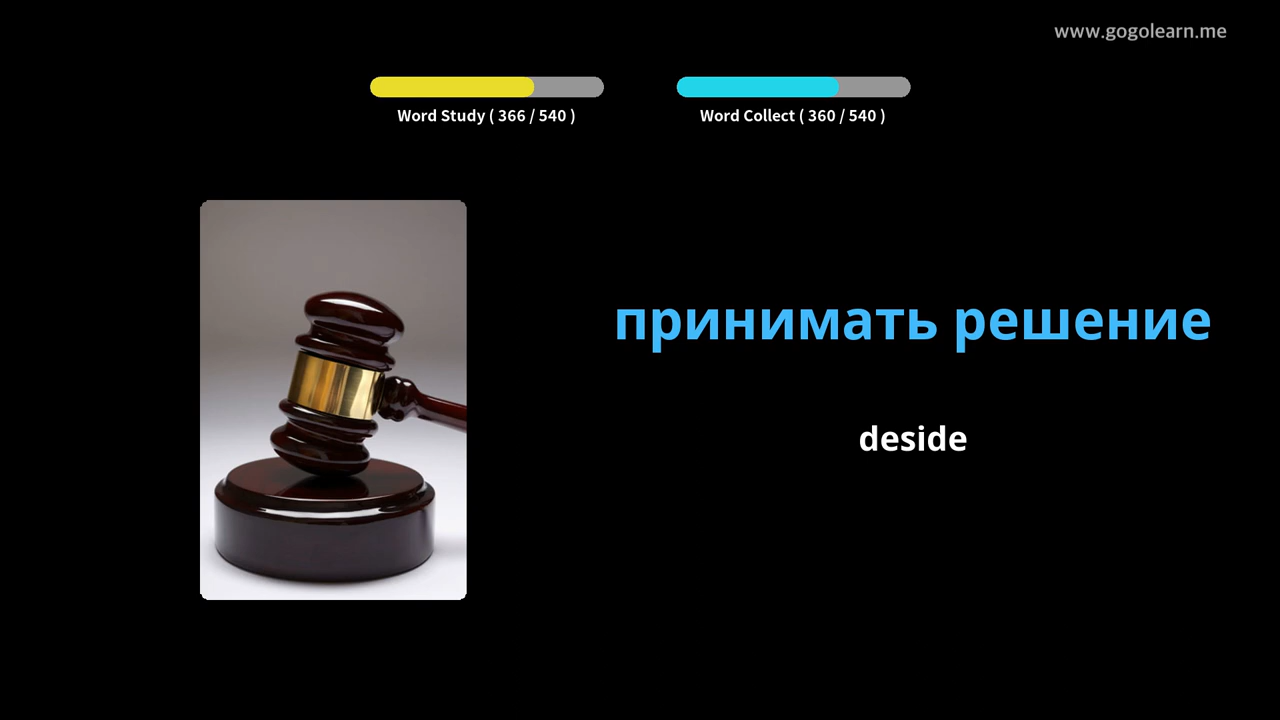 www.gogolearn.me
Word Study ( 366 / 540 )
Word Collect ( 360 / 540 )
принимать решение
deside